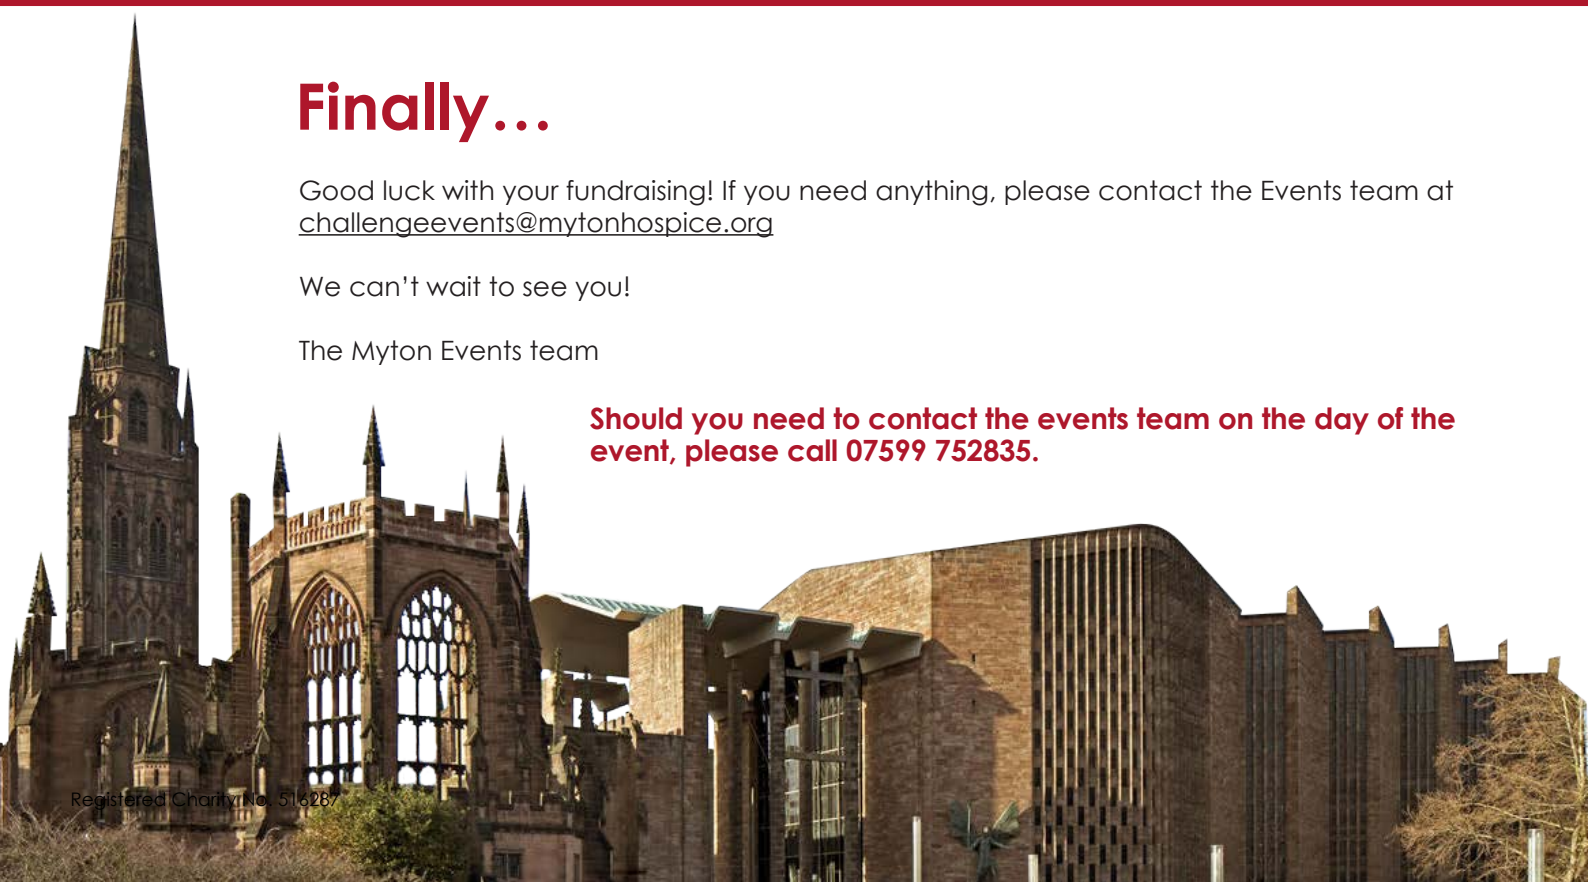 Finally…
Good luck with your fundraising! If you need anything, please contact the Events team at
challengeevents@mytonhospice.org
We can’t wait to see you!
The Myton Events team
Should you need to contact the events team on the day of the
event, please call 07599 752835.
Registered Charity No. 516287